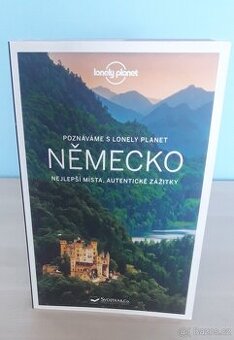 lonely planet
POZNÁVÁME S LONELY PLANET
NĚMECKO
NEJLEPŠÍ MÍSTA, AUTENTICKÉ ZÁŽITKY
SVOJTKA&CO.